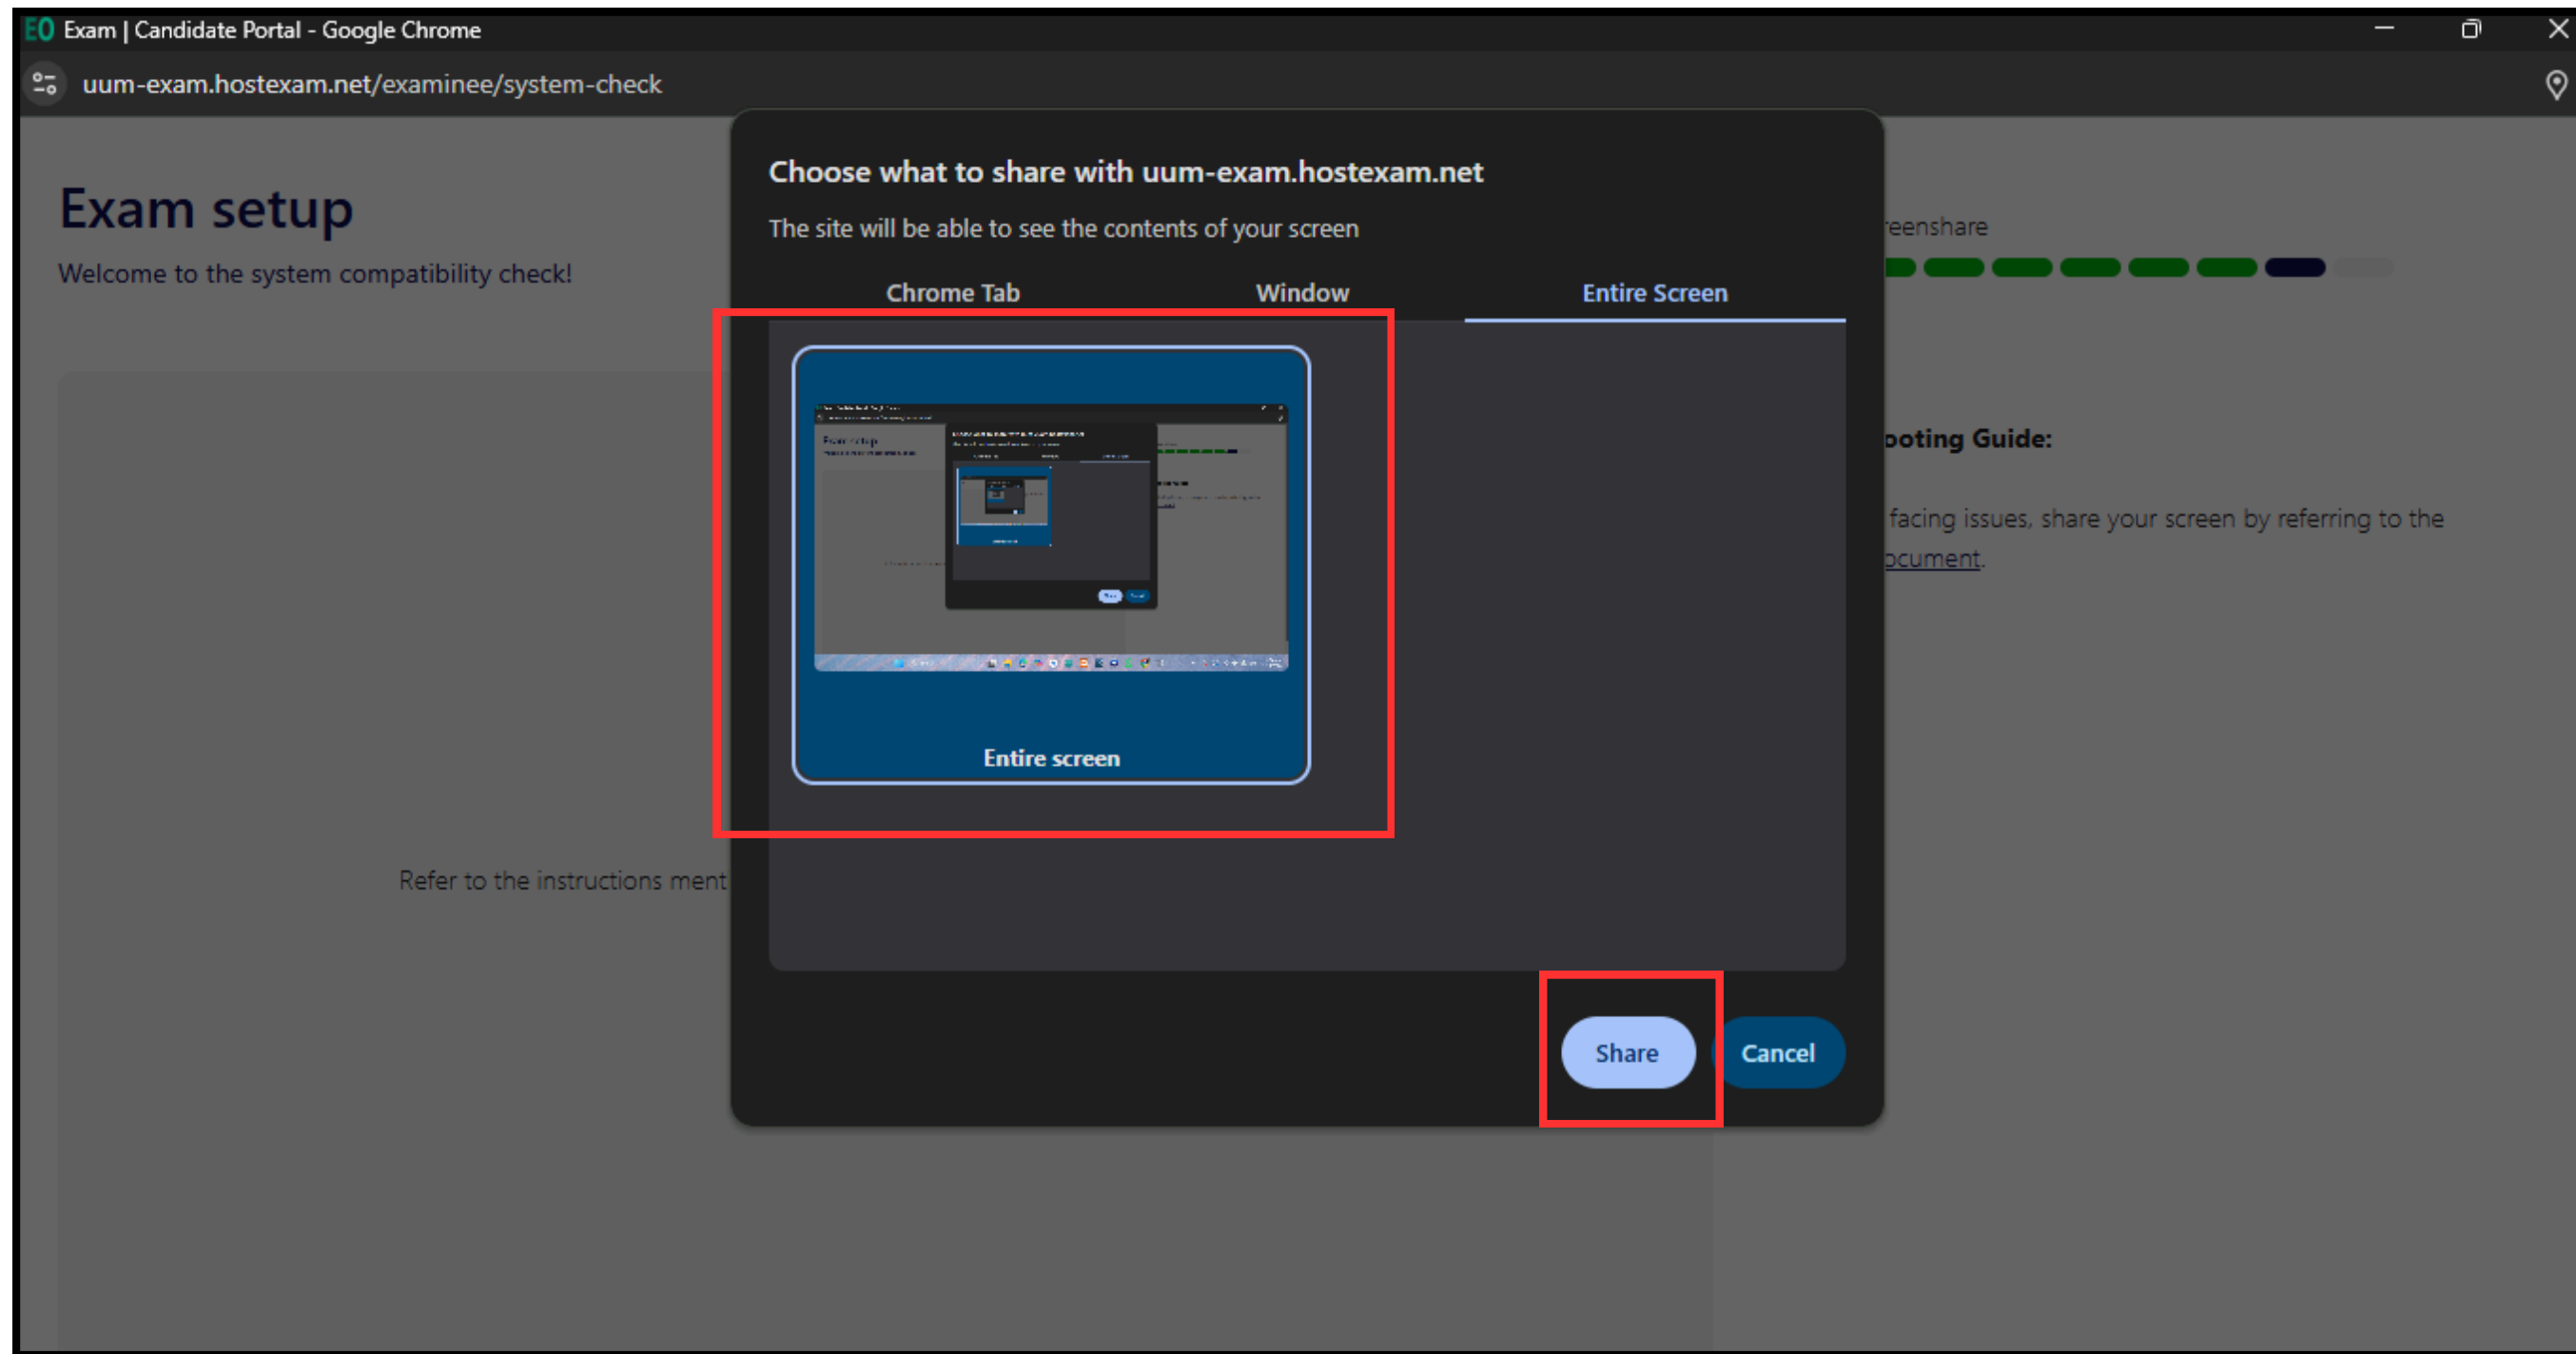 EO Exam | Candidate Portal - Google Chrome
uum-exam.hostexam.net/examinee/system-check
Exam setup
Welcome to the system compatibility check!
Refer to the instructions ment
Choose what to share with uum-exam.hostexam.net
The site will be able to see the contents of your screen
Chrome Tab Window Entire Screen
Entire screen
Share Cancel
reenshare
ooting Guide:
facing issues, share your screen by referring to the
ocument.